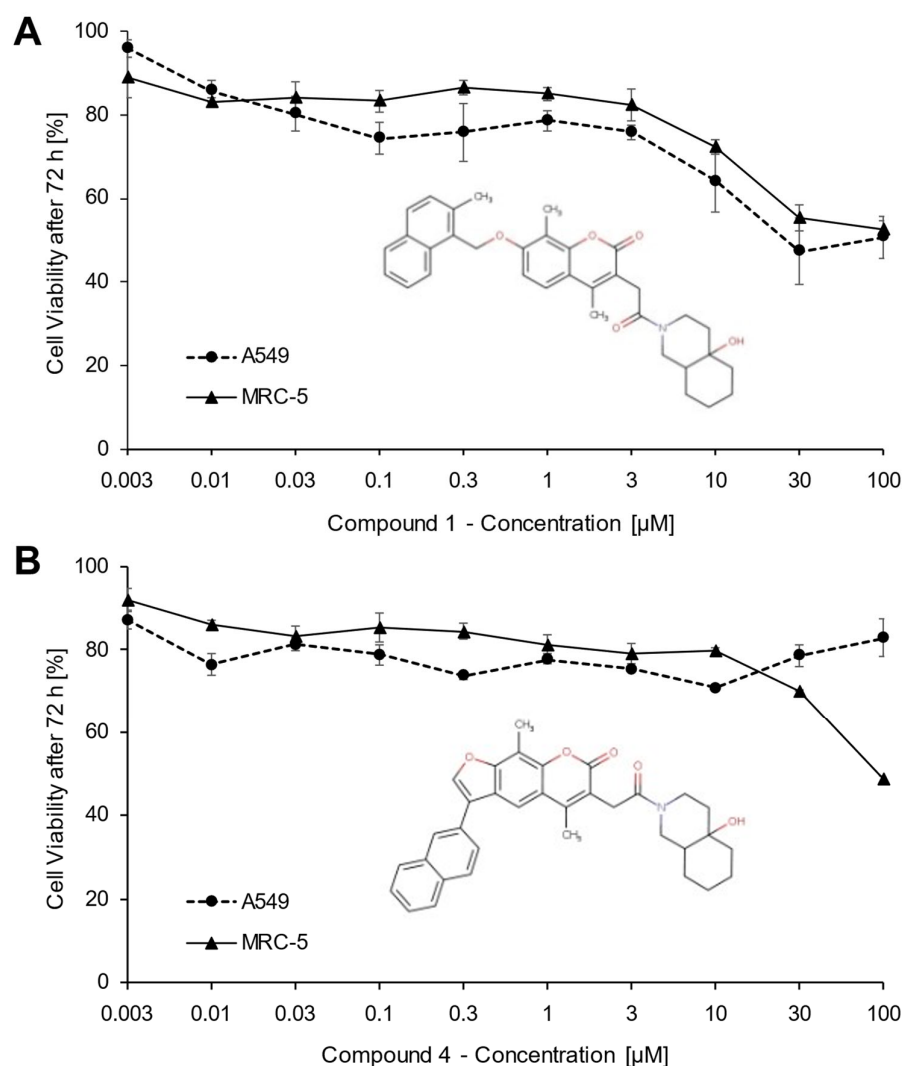 A
100
80
60
40
20
0
Cell Viability after 72 h [%]
CH₃
O
CH₃
O
O
CH₃
O
N
OH
A549
MRC-5
0.003 0.01 0.03 0.1 0.3 1 3 10 30 100
Compound 1 - Concentration [µM]
B
100
80
60
40
20
0
Cell Viability after 72 h [%]
CH₃
O
O
O
O
N
OH
CH₃
A549
MRC-5
0.003 0.01 0.03 0.1 0.3 1 3 10 30 100
Compound 4 - Concentration [µM]